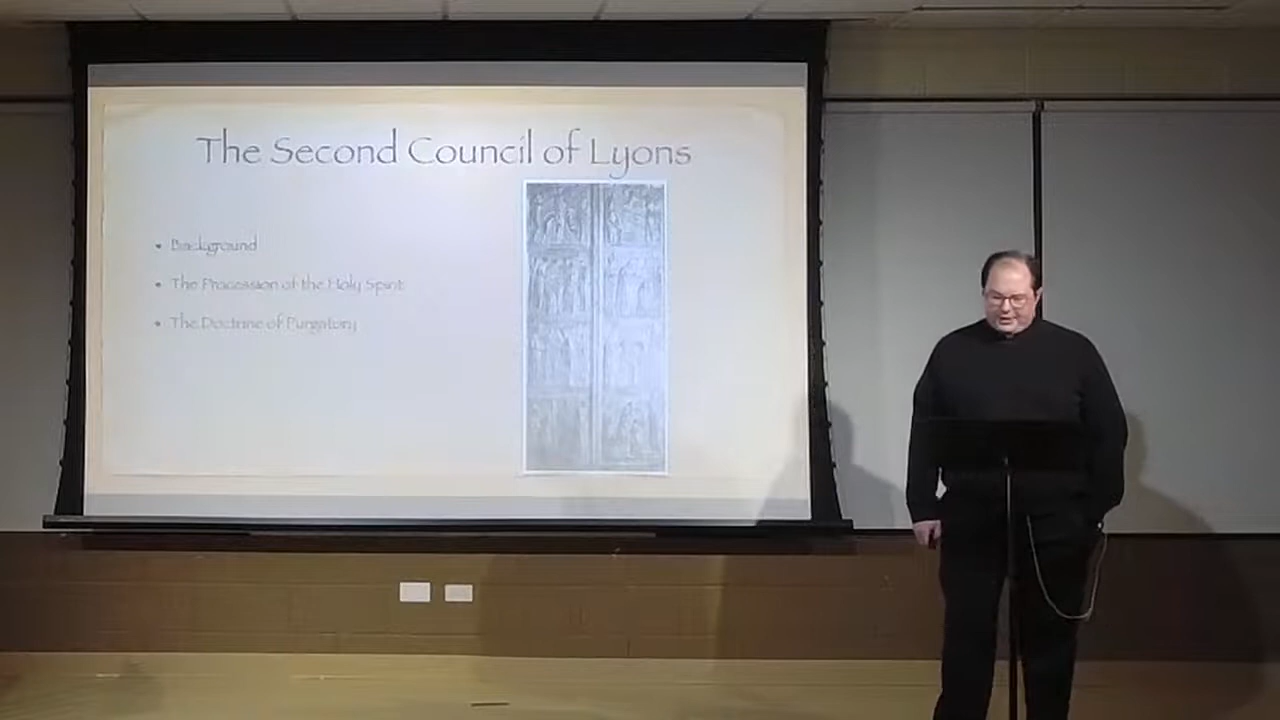 The Second Council of Lyons
• Background
• The Procession of the Holy Spirit
• The Doctrine of Purgatory